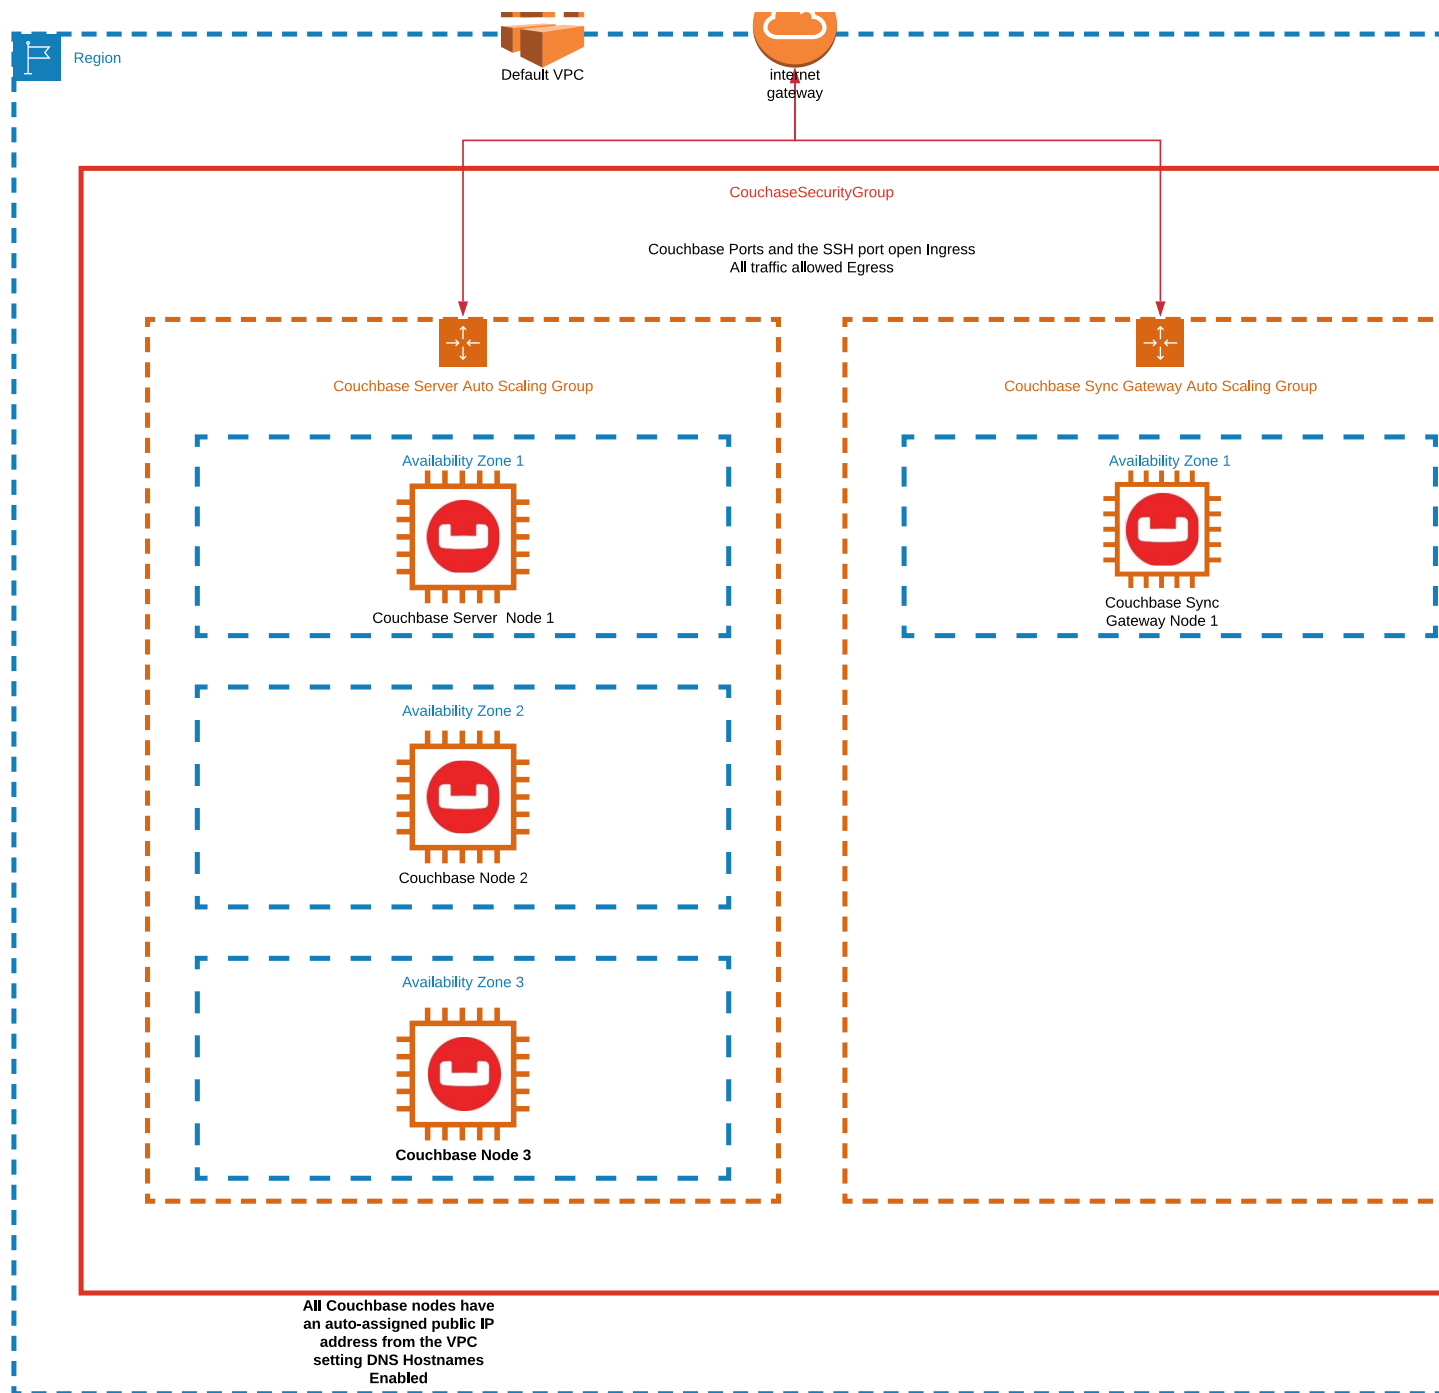 Default VPC
internet
gateway
Region
CouchaseSecurityGroup
Couchbase Ports and the SSH port open Ingress
All traffic allowed Egress
Couchbase Server Auto Scaling Group
Couchbase Sync Gateway Auto Scaling Group
Availability Zone 1
Couchbase Server  Node 1
Availability Zone 1
Couchbase Sync
Gateway Node 1
Availability Zone 2
Couchbase Node 2
Availability Zone 3
Couchbase Node 3
All Couchbase nodes have
an auto-assigned public IP
address from the VPC
setting DNS Hostnames
Enabled